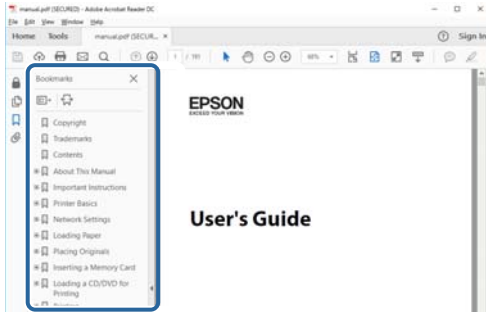 manual.pdf (SECURED) - Adobe Acrobat Reader DC
File Edit View Window Help
Home Tools manual.pdf (SECUR... ×
Sign In
1 / 191
Bookmarks
Copyright
Trademarks
Contents
About This Manual
Important Instructions
Printer Basics
Network Settings
Loading Paper
Placing Originals
Inserting a Memory Card
Loading a CD/DVD for
Printing
EPSON
EXCEED YOUR VISION
User's Guide